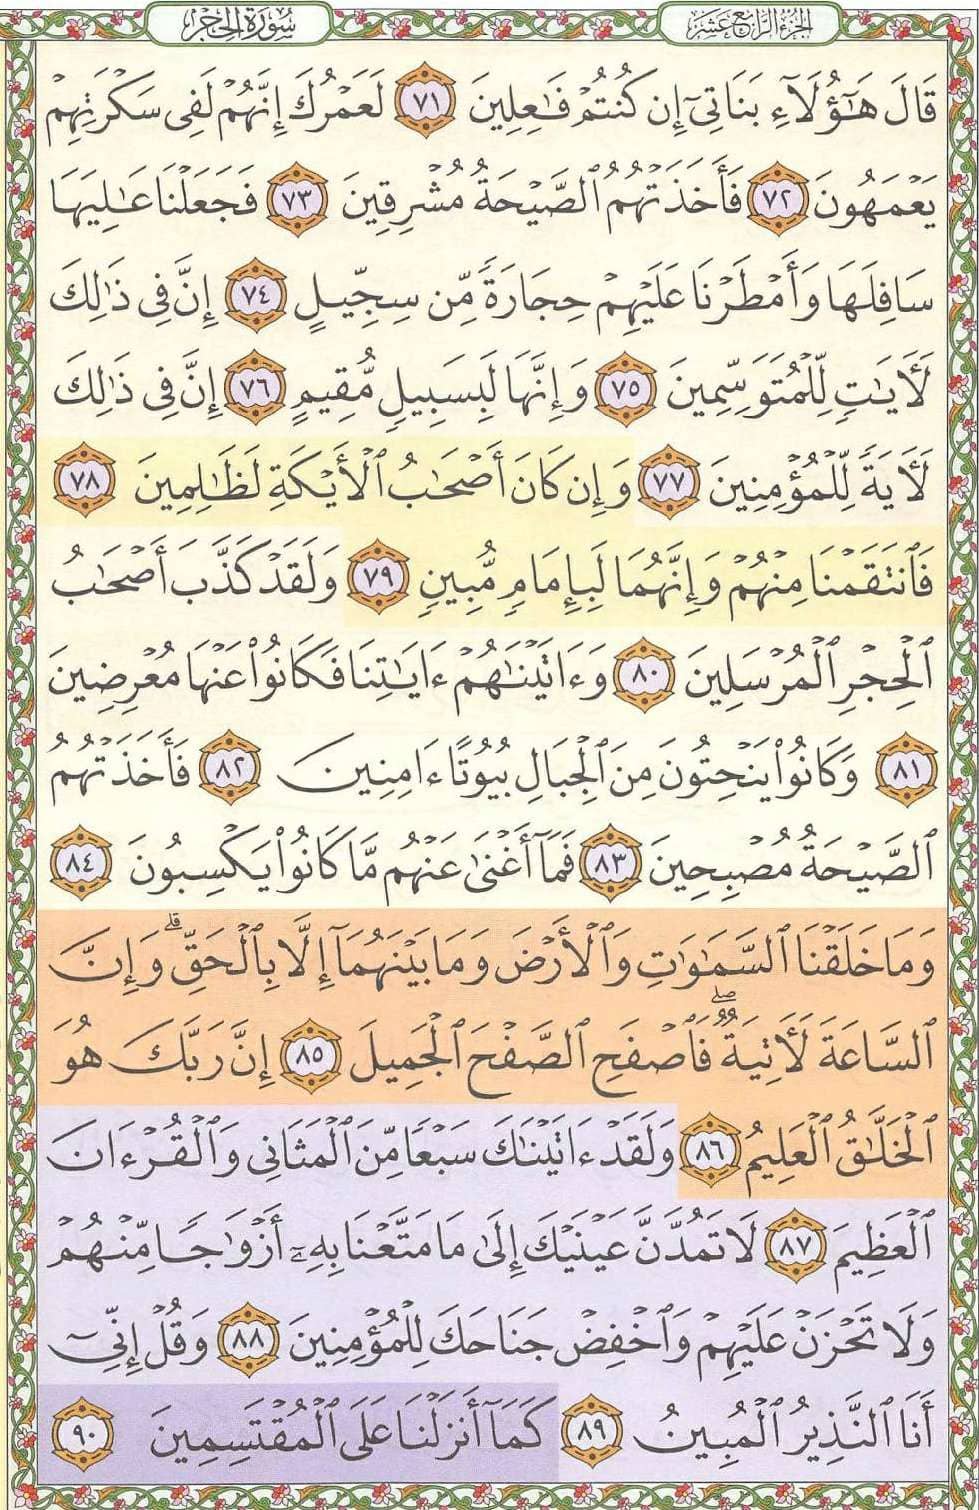 الجزء الرابع عشر
سورة الحجر
قَالَ هَٰٓؤُلَآءِ بَنَاتِىٓ إِن كُنتُمْ فَٰعِلِينَ ٧١ لَعَمْرُكَ إِنَّهُمْ لَفِى سَكْرَتِهِمْ
يَعْمَهُونَ ٧٢ فَأَخَذَتْهُمُ ٱلصَّيْحَةُ مُشْرِقِينَ ٧٣ فَجَعَلْنَا عَٰلِيَهَا
سَافِلَهَا وَأَمْطَرْنَا عَلَيْهِمْ حِجَارَةً مِّن سِجِّيلٍ ٧٤ إِنَّ فِى ذَٰلِكَ
لَءَايَٰتٍ لِّلْمُتَوَسِّمِينَ ٧٥ وَإِنَّهَا لَبِسَبِيلٍ مُّقِيمٍ ٧٦ إِنَّ فِى ذَٰلِكَ
لَءَايَةً لِّلْمُؤْمِنِينَ ٧٧ وَإِن كَانَ أَصْحَٰبُ ٱلْأَيْكَةِ لَظَٰلِمِينَ ٧٨
فَٱنتَقَمْنَا مِنْهُمْ وَإِنَّهُمَا لَبِإِمَامٍ مُّبِينٍ ٧٩ وَلَقَدْ كَذَّبَ أَصْحَٰبُ
ٱلْحِجْرِ ٱلْمُرْسَلِينَ ٨٠ وَءَاتَيْنَٰهُمْ ءَايَٰتِنَا فَكَانُوا۟ عَنْهَا مُعْرِضِينَ
٨١ وَكَانُوا۟ يَنْحِتُونَ مِنَ ٱلْجِبَالِ بُيُوتًا ءَامِنِينَ ٨٢ فَأَخَذَتْهُمُ
ٱلصَّيْحَةُ مُصْبِحِينَ ٨٣ فَمَآ أَغْنَىٰ عَنْهُم مَّا كَانُوا۟ يَكْسِبُونَ ٨٤
وَمَا خَلَقْنَا ٱلسَّمَٰوَٰتِ وَٱلْأَرْضَ وَمَا بَيْنَهُمَآ إِلَّا بِٱلْحَقِّ ۗ وَإِنَّ
ٱلسَّاعَةَ لَءَاتِيَةٌ ۖ فَٱصْفَحِ ٱلصَّفْحَ ٱلْجَمِيلَ ٨٥ إِنَّ رَبَّكَ هُوَ
ٱلْخَلَّٰقُ ٱلْعَلِيمُ ٨٦ وَلَقَدْ ءَاتَيْنَٰكَ سَبْعًا مِّنَ ٱلْمَثَانِى وَٱلْقُرْءَانَ
ٱلْعَظِيمَ ٨٧ لَا تَمُدَّنَّ عَيْنَيْكَ إِلَىٰ مَا مَتَّعْنَا بِهِۦٓ أَزْوَٰجًا مِّنْهُمْ
وَلَا تَحْزَنْ عَلَيْهِمْ وَٱخْفِضْ جَنَاحَكَ لِلْمُؤْمِنِينَ ٨٨ وَقُلْ إِنِّىٓ
أَنَا ٱلنَّذِيرُ ٱلْمُبِينُ ٨٩ كَمَآ أَنزَلْنَا عَلَى ٱلْمُقْتَسِمِينَ ٩٠